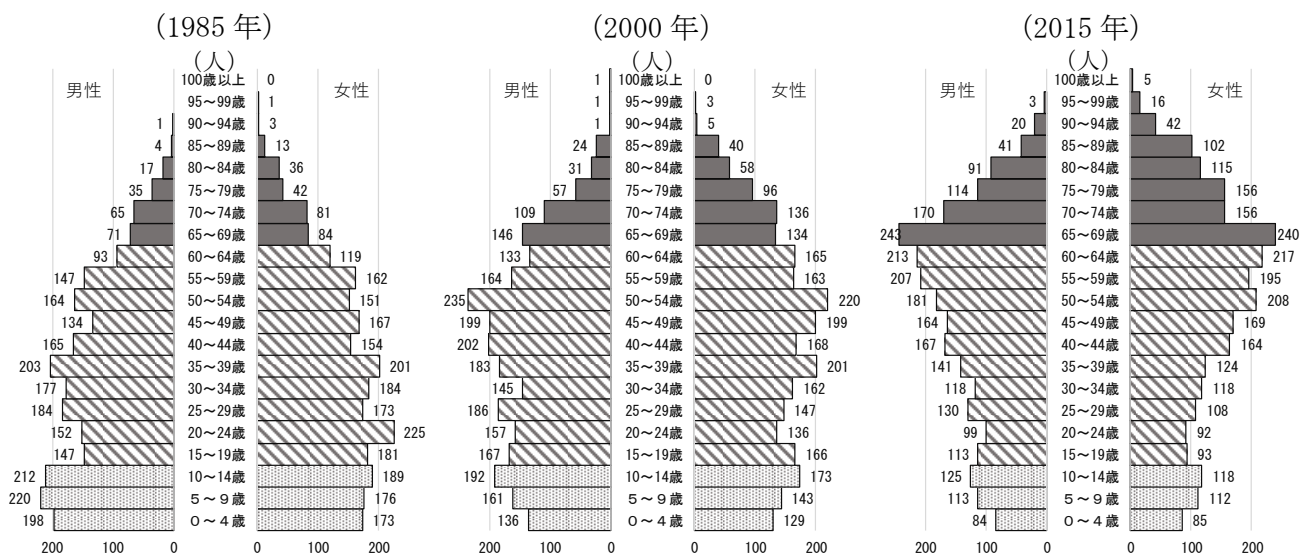 (1985 年) (2000 年) (2015 年)
(人) (人) (人)
男性 100歳以上 0 女性 男性 1 100歳以上 0 女性 男性 100歳以上 5 女性
95～99歳 1 1 95～99歳 3 3 95～99歳 16
1 90～94歳 3 1 90～94歳 5 20 90～94歳 42
4 85～89歳 13 24 85～89歳 40 41 85～89歳 102
17 80～84歳 36 31 80～84歳 58 91 80～84歳 115
35 75～79歳 42 57 75～79歳 96 114 75～79歳 156
65 70～74歳 81 109 70～74歳 136 170 70～74歳 156
71 65～69歳 84 146 65～69歳 134 243 65～69歳 240
93 60～64歳 119 133 60～64歳 165 213 60～64歳 217
147 55～59歳 162 164 55～59歳 163 207 55～59歳 195
164 50～54歳 151 235 50～54歳 220 181 50～54歳 208
134 45～49歳 167 199 45～49歳 199 164 45～49歳 169
165 40～44歳 154 202 40～44歳 168 167 40～44歳 164
203 35～39歳 201 183 35～39歳 201 141 35～39歳 124
177 30～34歳 184 145 30～34歳 162 118 30～34歳 118
184 25～29歳 173 186 25～29歳 147 130 25～29歳 108
152 20～24歳 225 157 20～24歳 136 99 20～24歳 92
147 15～19歳 181 167 15～19歳 166 113 15～19歳 93
212 10～14歳 189 192 10～14歳 173 125 10～14歳 118
220 ５～９歳 176 161 ５～９歳 143 113 ５～９歳 112
198 ０～４歳 173 136 ０～４歳 129 84 ０～４歳 85
200 100 0 0 100 200 200 100 0 0 100 200 200 100 0 0 100 200